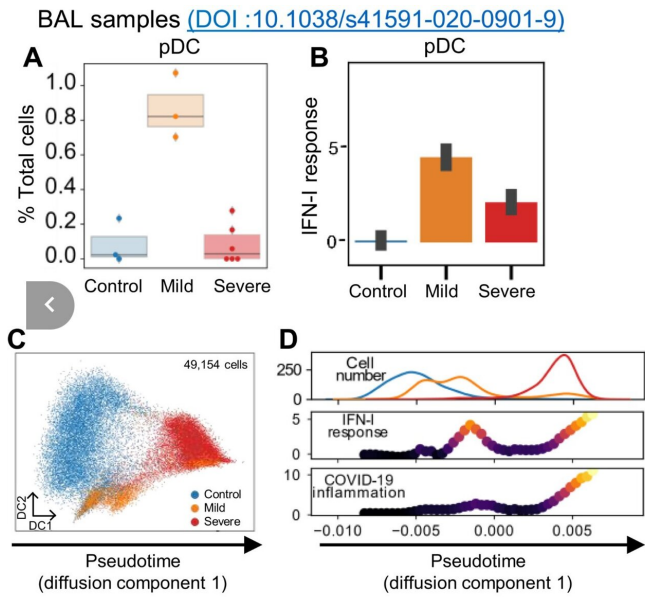 BAL samples (DOI :10.1038/s41591-020-0901-9)
A
pDC
% Total cells
1.0
0.8
0.6
0.4
0.2
0.0
Control
Mild
Severe
B
pDC
IFN-I response
5
0
Control
Mild
Severe
C
49,154 cells
Control
Mild
Severe
DC2
DC1
Pseudotime
(diffusion component 1)
D
Cell
number
250
0
IFN-I
response
5
0
COVID-19
inflammation
10
0
−0.010
−0.005
0.000
0.005
Pseudotime
(diffusion component 1)